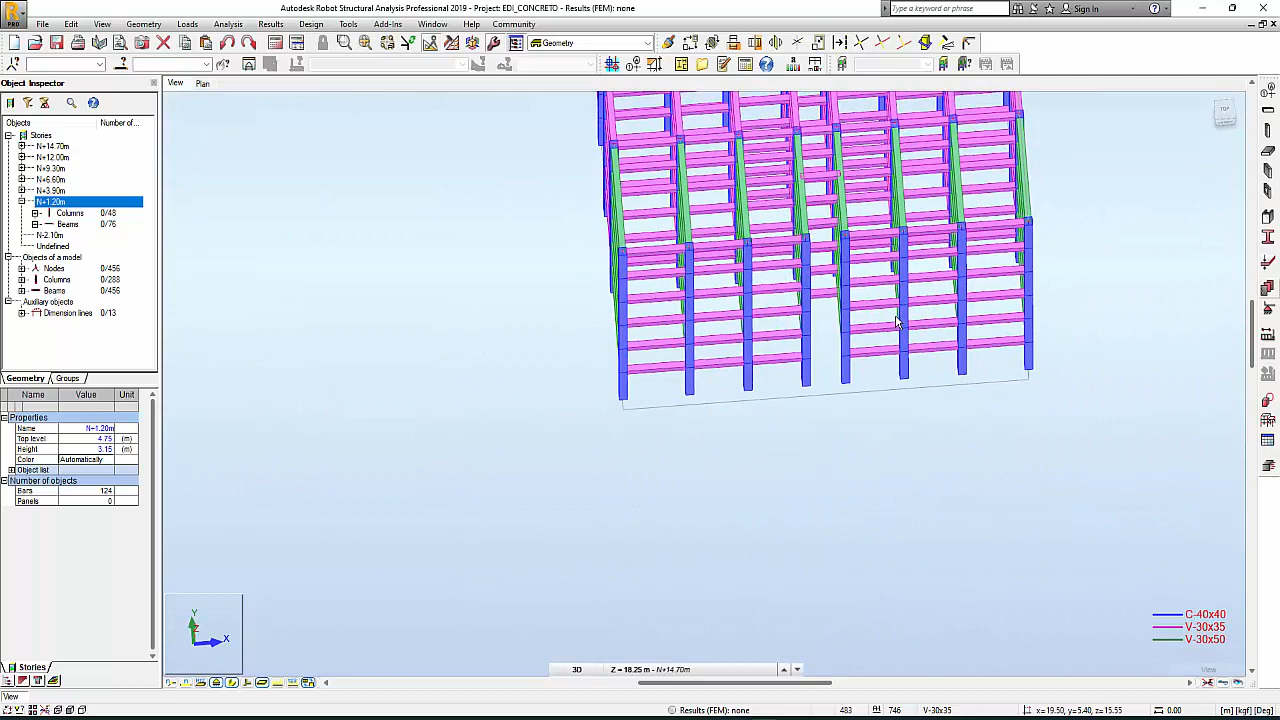 Autodesk Robot Structural Analysis Professional 2019 - Project: EDI_CONCRETO - Results (FEM): none
Type a keyword or phrase
Sign In
PRO
File Edit View Geometry Loads Analysis Results Design Tools Add-Ins Window Help Community
Geometry
Object Inspector
View Plan
Objects Number of...
Stories
N+14.70m
N+12.00m
N+9.30m
N+6.60m
N+3.90m
N+1.20m
Columns 0/48
Beams 0/76
N-2.10m
Undefined
Objects of a model
Nodes 0/456
Columns 0/288
Beams 0/456
Auxiliary objects
Dimension lines 0/13
Geometry Groups
Name Value Unit
Properties
Name N+1.20m
Top level 4.75 (m)
Height 3.15 (m)
Color Automatically
Object list
Number of objects
Bars 124
Panels 0
TOP
C-40x40
V-30x35
V-30x50
Y
Z
X
Stories
3D Z = 18.25 m - N+14.70m
View
View
Results (FEM): none 483 746 V-30x35 x=19.50, y=5.40, z=15.55 0.00 [m] [kgf] [Deg]